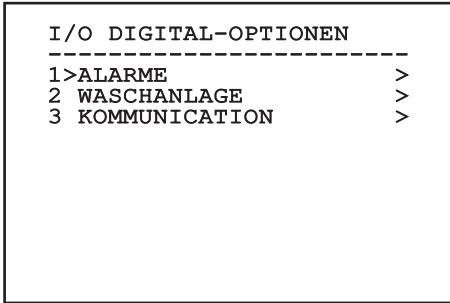 I/O DIGITAL-OPTIONEN
------------------------
1>ALARME >
2 WASCHANLAGE >
3 KOMMUNICATION >